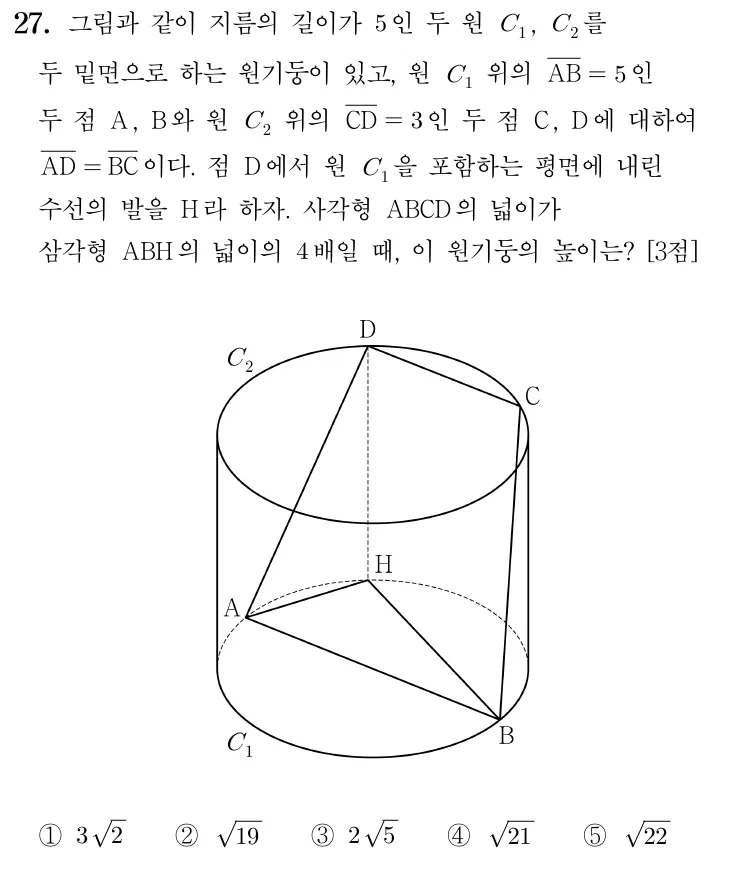 27. 그림과 같이 지름의 길이가 5인 두 원 C₁, C₂를
두 밑면으로 하는 원기둥이 있고, 원 C₁ 위의 A̅B̅ = 5인
두 점 A, B와 원 C₂ 위의 C̅D̅ = 3인 두 점 C, D에 대하여
A̅D̅ = B̅C̅이다. 점 D에서 원 C₁을 포함하는 평면에 내린
수선의 발을 H라 하자. 사각형 ABCD의 넓이가
삼각형 ABH의 넓이의 4배일 때, 이 원기둥의 높이는? [3점]
D
C₂
C
H
A
B
C₁
① 3√2 ② √19 ③ 2√5 ④ √21 ⑤ √22